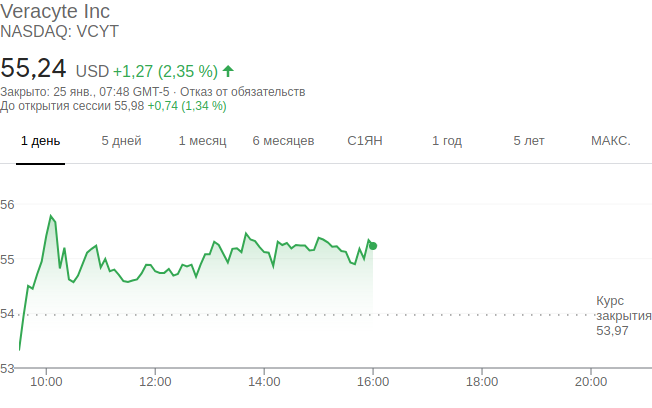 Veracyte Inc
NASDAQ: VCYT
55,24 USD +1,27 (2,35 %)
Закрыто: 25 янв., 07:48 GMT-5 · Отказ от обязательств
До открытия сессии 55,98 +0,74 (1,34 %)
1 день 5 дней 1 месяц 6 месяцев С1ЯН 1 год 5 лет МАКС.
56
55
54
53
Курс
закрытия
53,97
10:00 12:00 14:00 16:00 18:00 20:00